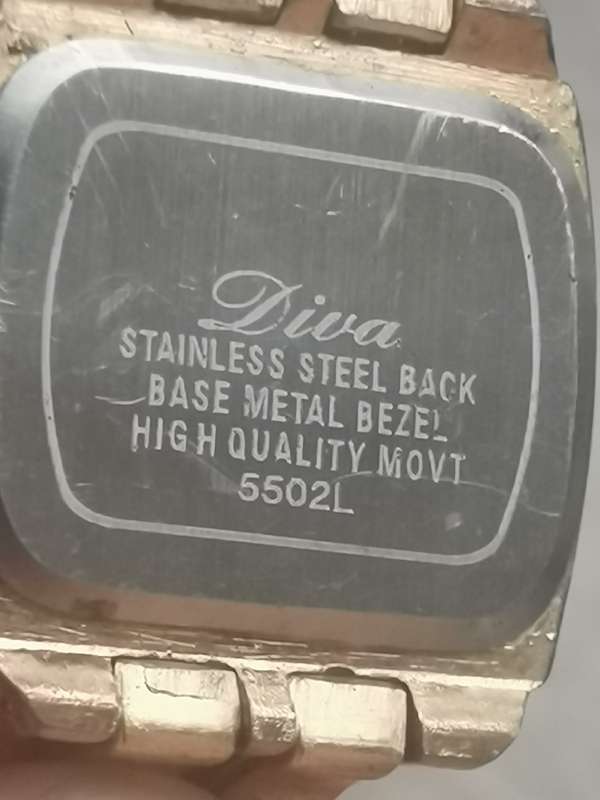 Diva
STAINLESS STEEL BACK
BASE METAL BEZEL
HIGH QUALITY MOVT
5502L